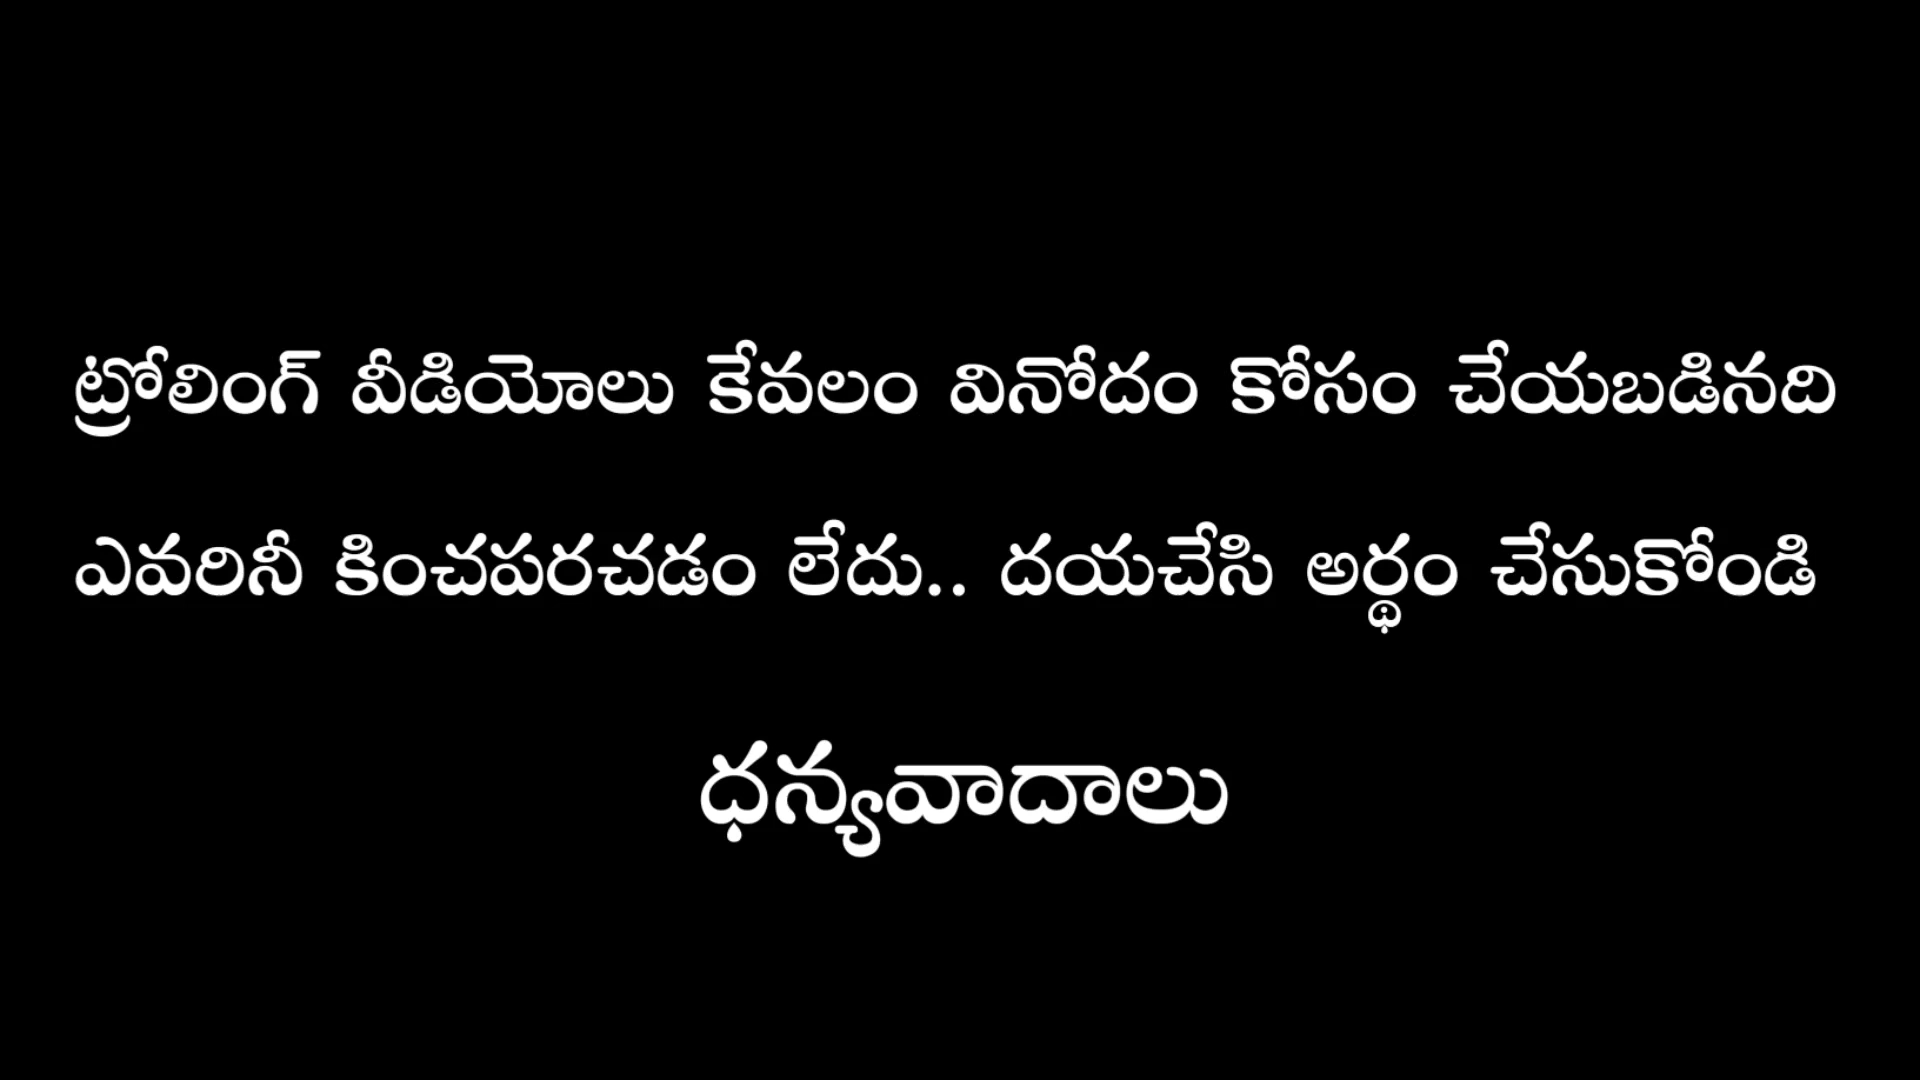 ట్రోలింగ్ వీడియోలు కేవలం వినోదం కోసం చేయబడినది
ఎవరినీ కించపరచడం లేదు.. దయచేసి అర్థం చేసుకోండి
ధన్యవాదాలు